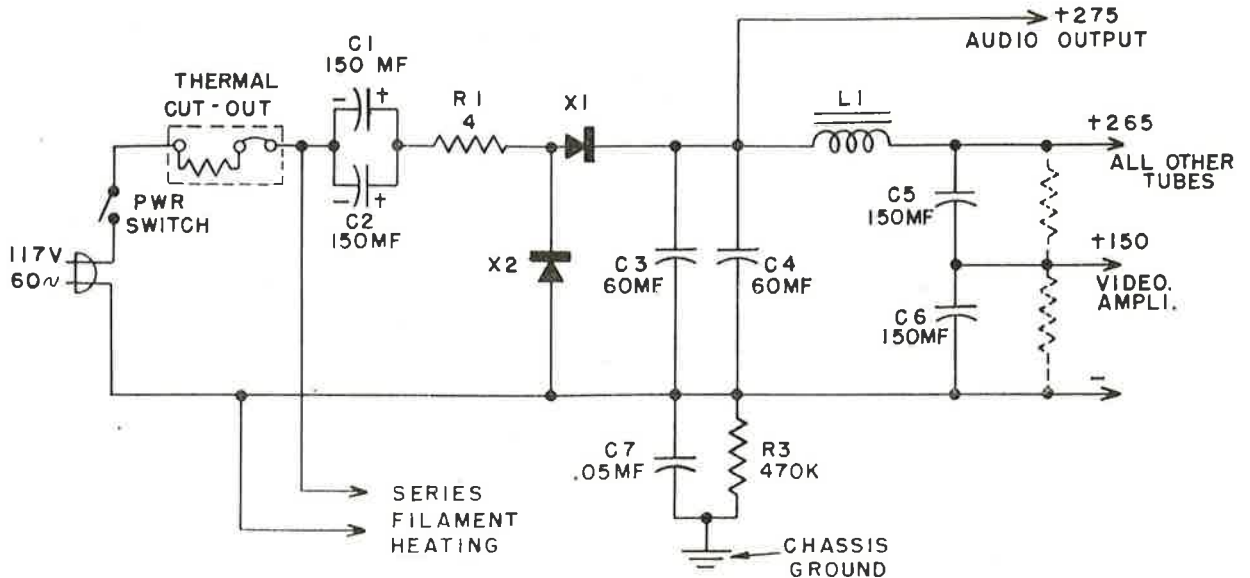 +275
AUDIO OUTPUT
C1
150 MF
THERMAL
CUT-OUT
R1
4
X1
L1
+265
ALL OTHER
TUBES
PWR
SWITCH
C2
150MF
C5
150MF
117V
60~
X2
C3
60MF
C4
60MF
+150
VIDEO.
AMPLI.
C6
150MF
–
C7
.05MF
R3
470K
SERIES
FILAMENT
HEATING
CHASSIS
GROUND